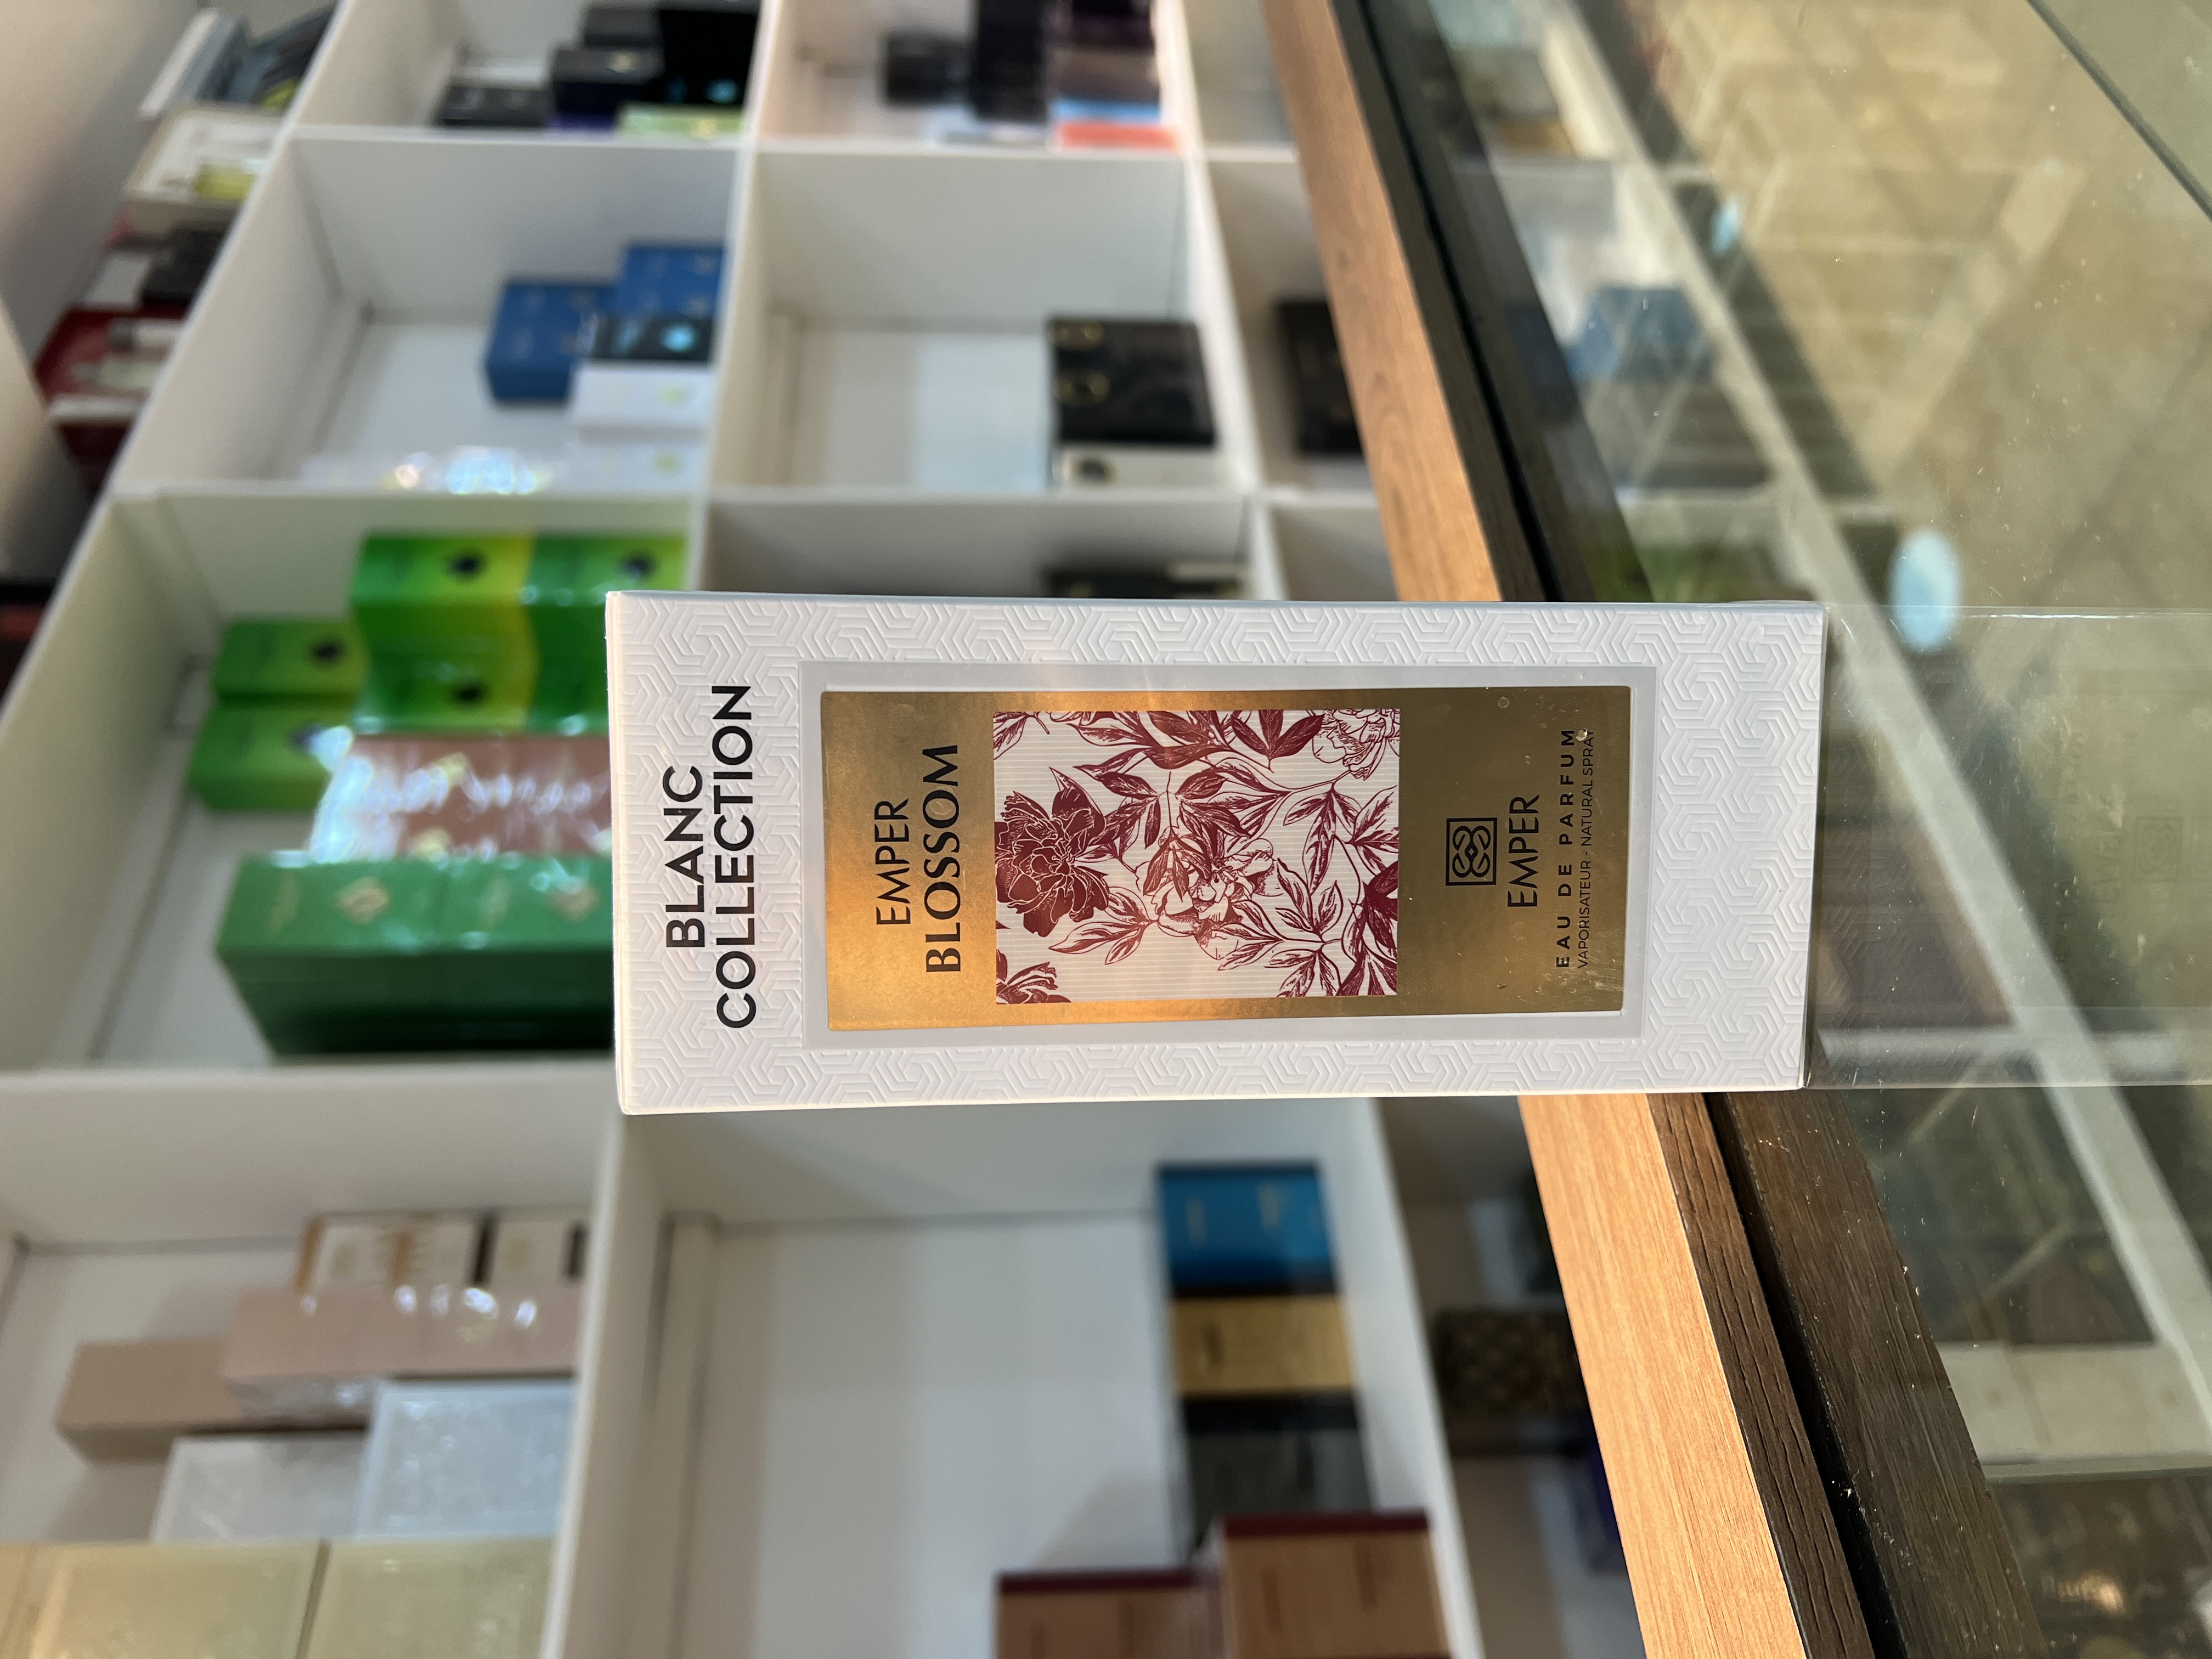 BLANC
COLLECTION
EMPER
BLOSSOM
EMPER
EAU DE PARFUM
VAPORISATEUR - NATURAL SPRAY